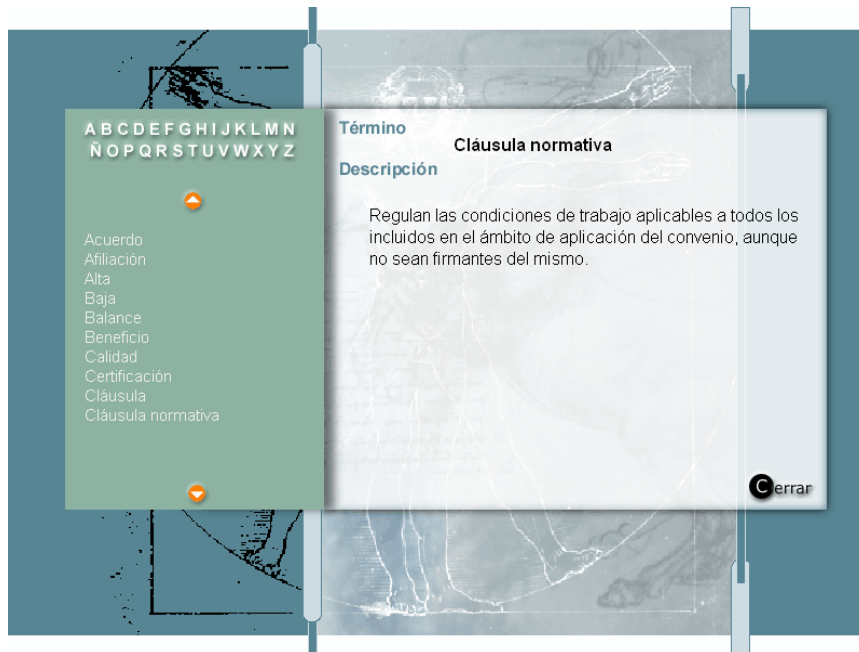 A B C D E F G H I J K L M N
Ñ O P Q R S T U V W X Y Z
Acuerdo
Afiliación
Alta
Baja
Balance
Beneficio
Calidad
Certificación
Cláusula
Cláusula normativa
Término
Cláusula normativa
Descripción
Regulan las condiciones de trabajo aplicables a todos los
incluidos en el ámbito de aplicación del convenio, aunque
no sean firmantes del mismo.
Cerrar